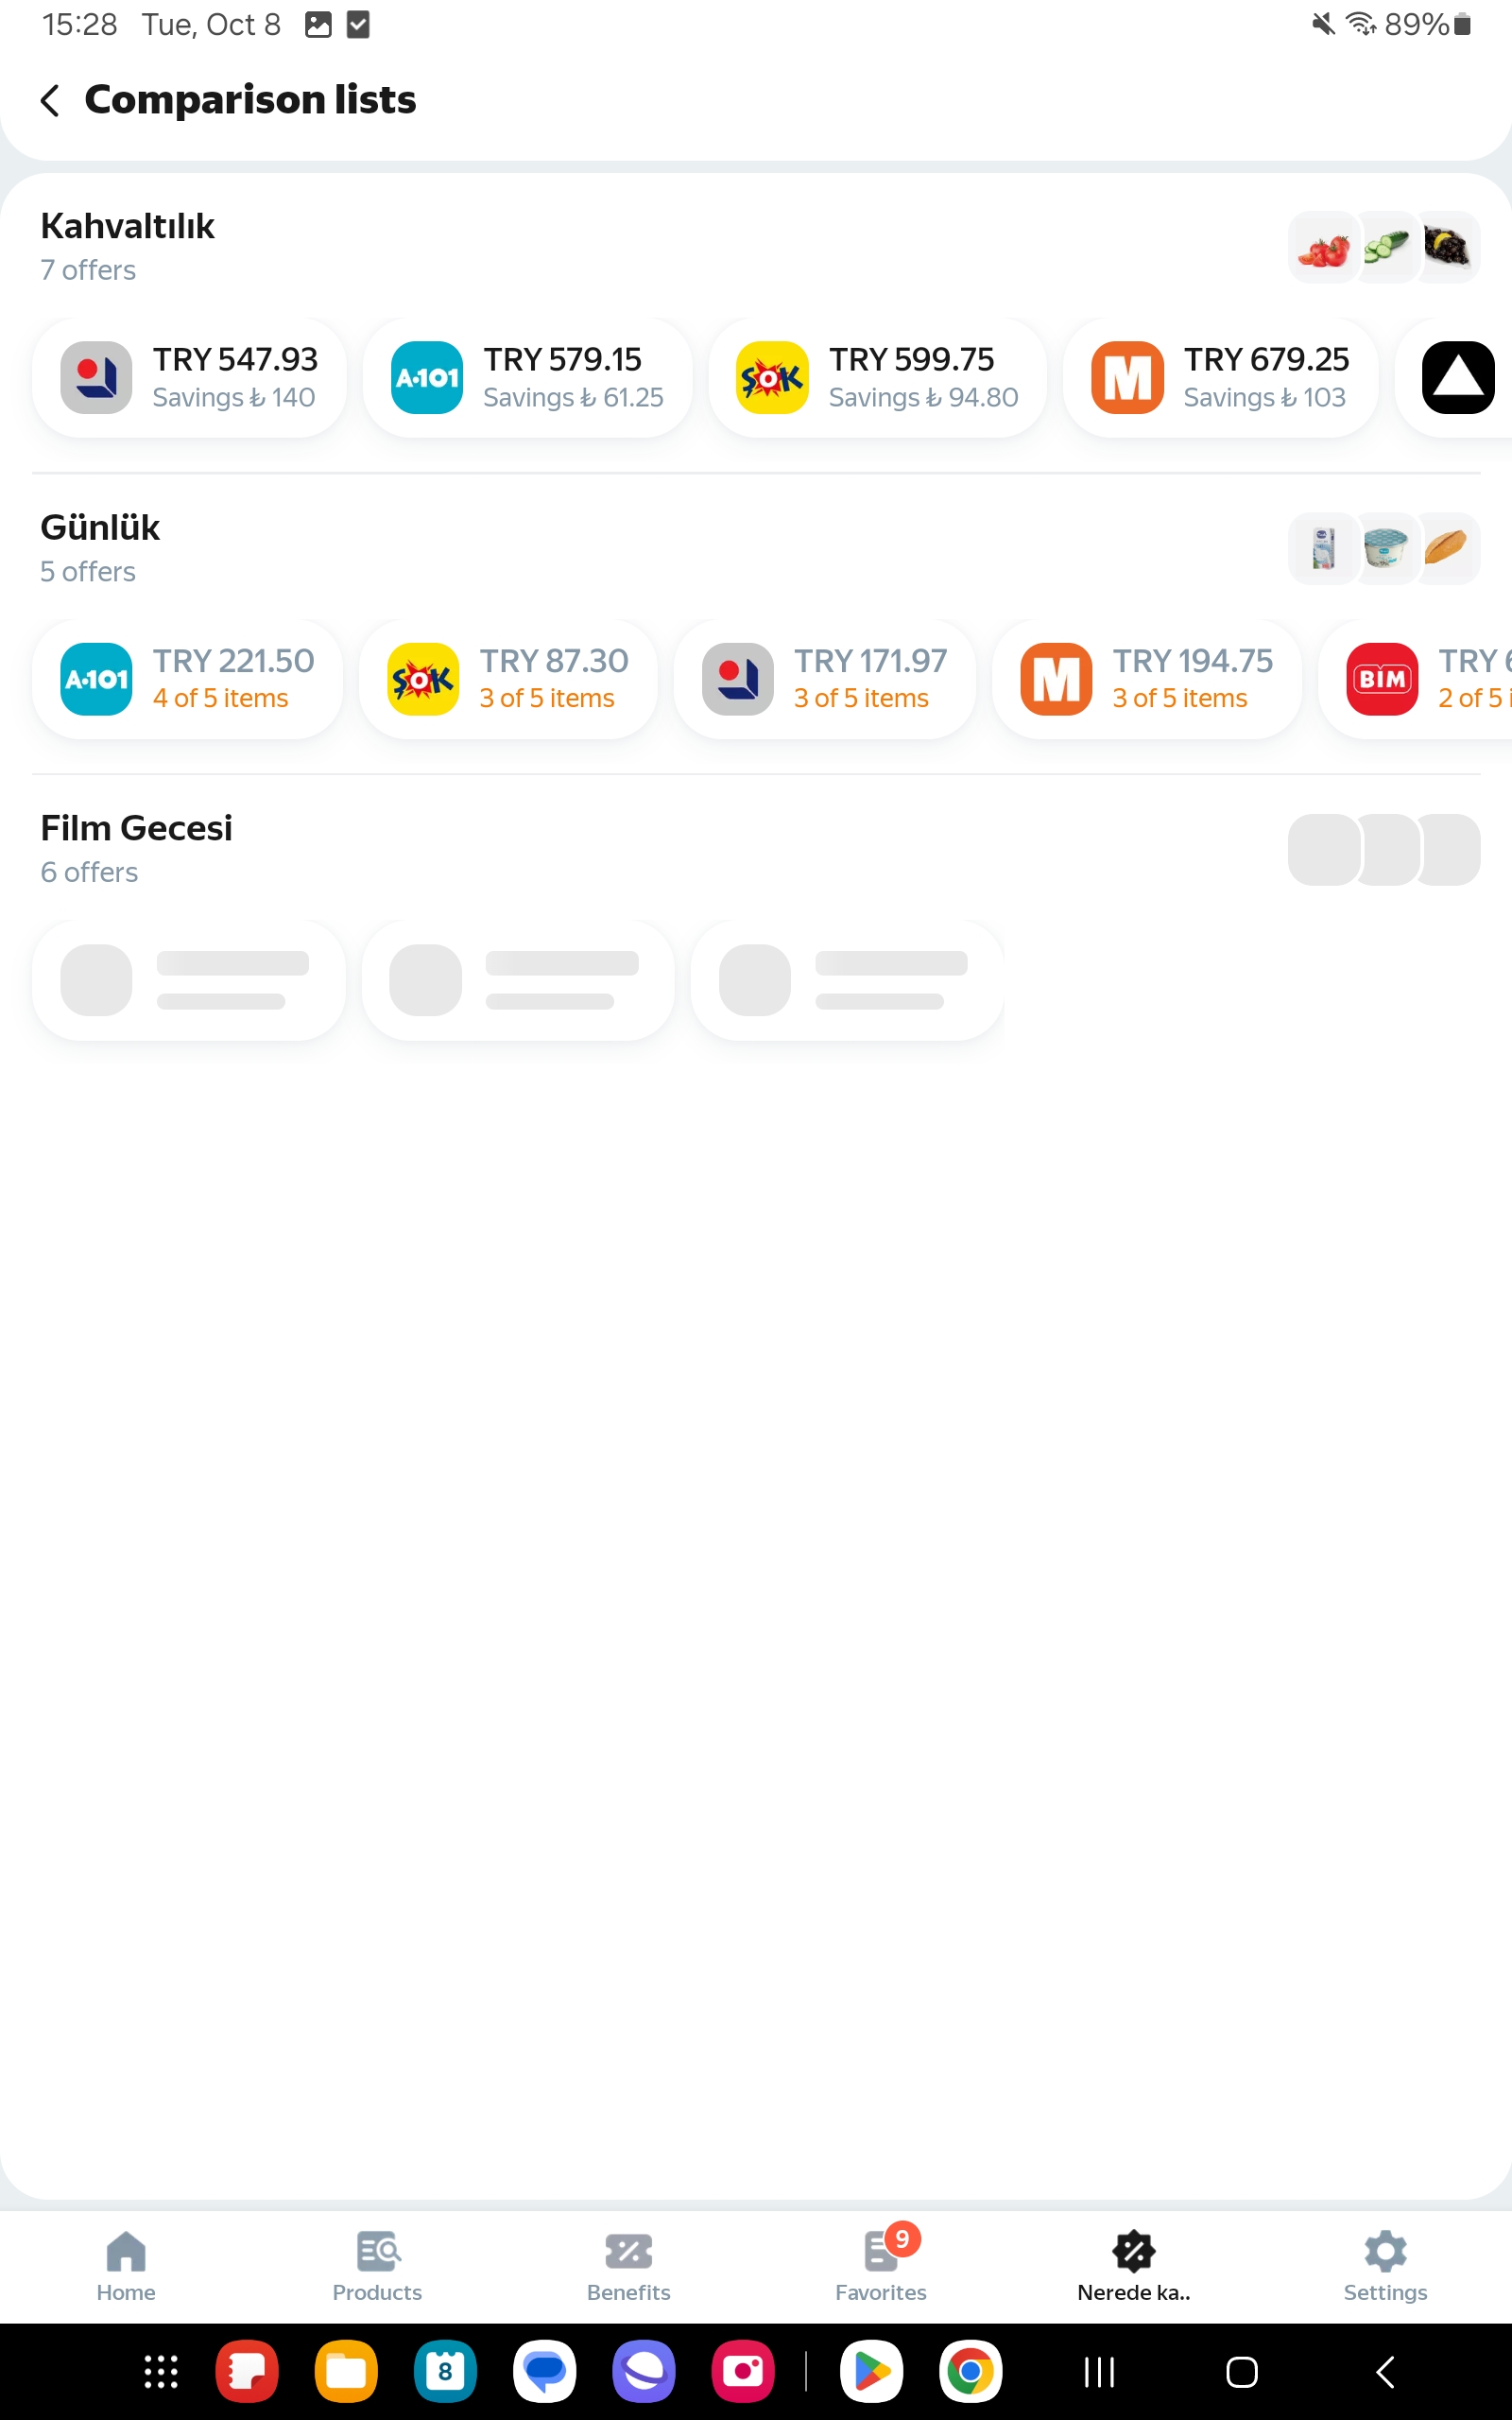 15:28 Tue, Oct 8
89%
Comparison lists
Kahvaltılık
7 offers
TRY 547.93
Savings ₺ 140
A101
TRY 579.15
Savings ₺ 61.25
ŞOK
TRY 599.75
Savings ₺ 94.80
M
TRY 679.25
Savings ₺ 103
Günlük
5 offers
A101
TRY 221.50
4 of 5 items
ŞOK
TRY 87.30
3 of 5 items
TRY 171.97
3 of 5 items
M
TRY 194.75
3 of 5 items
BİM
TRY 6
2 of 5 i
Film Gecesi
6 offers
Home
Products
Benefits
9
Favorites
Nerede ka..
Settings
8